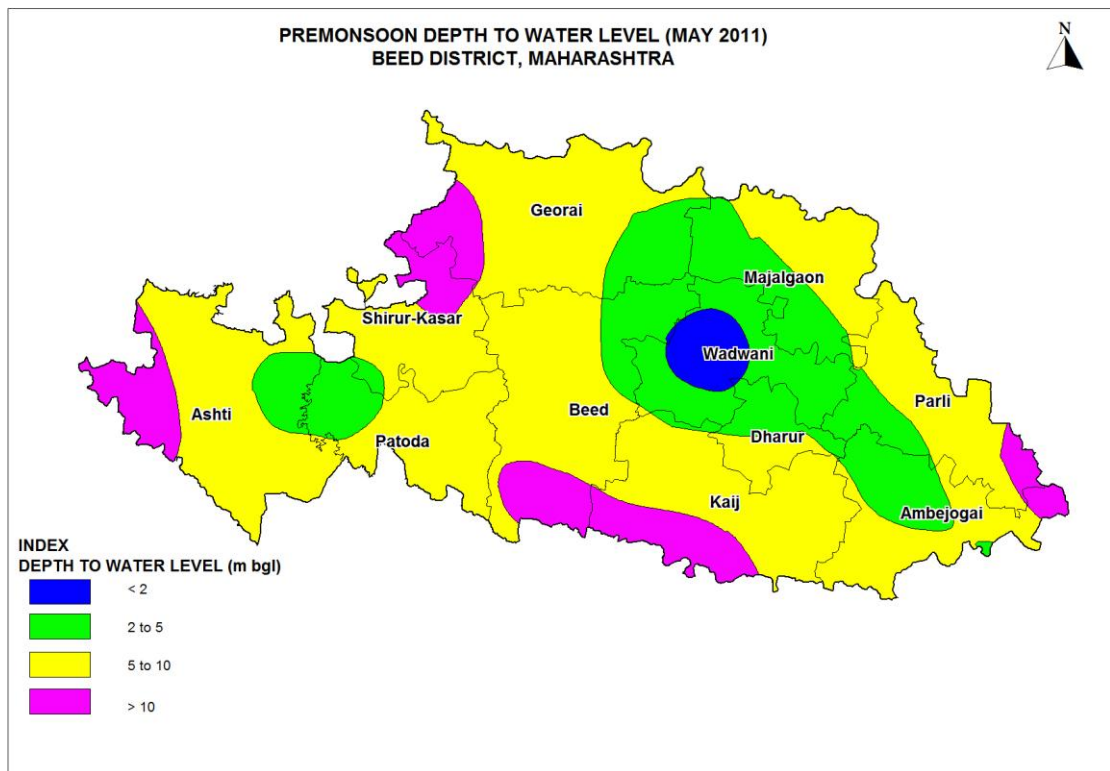 PREMONSOON DEPTH TO WATER LEVEL (MAY 2011)
BEED DISTRICT, MAHARASHTRA
N
Georai
Majalgaon
Shirur-Kasar
Wadwani
Ashti
Beed
Parli
Patoda
Dharur
Kaij
Ambejogai
INDEX
DEPTH TO WATER LEVEL (m bgl)
< 2
2 to 5
5 to 10
> 10